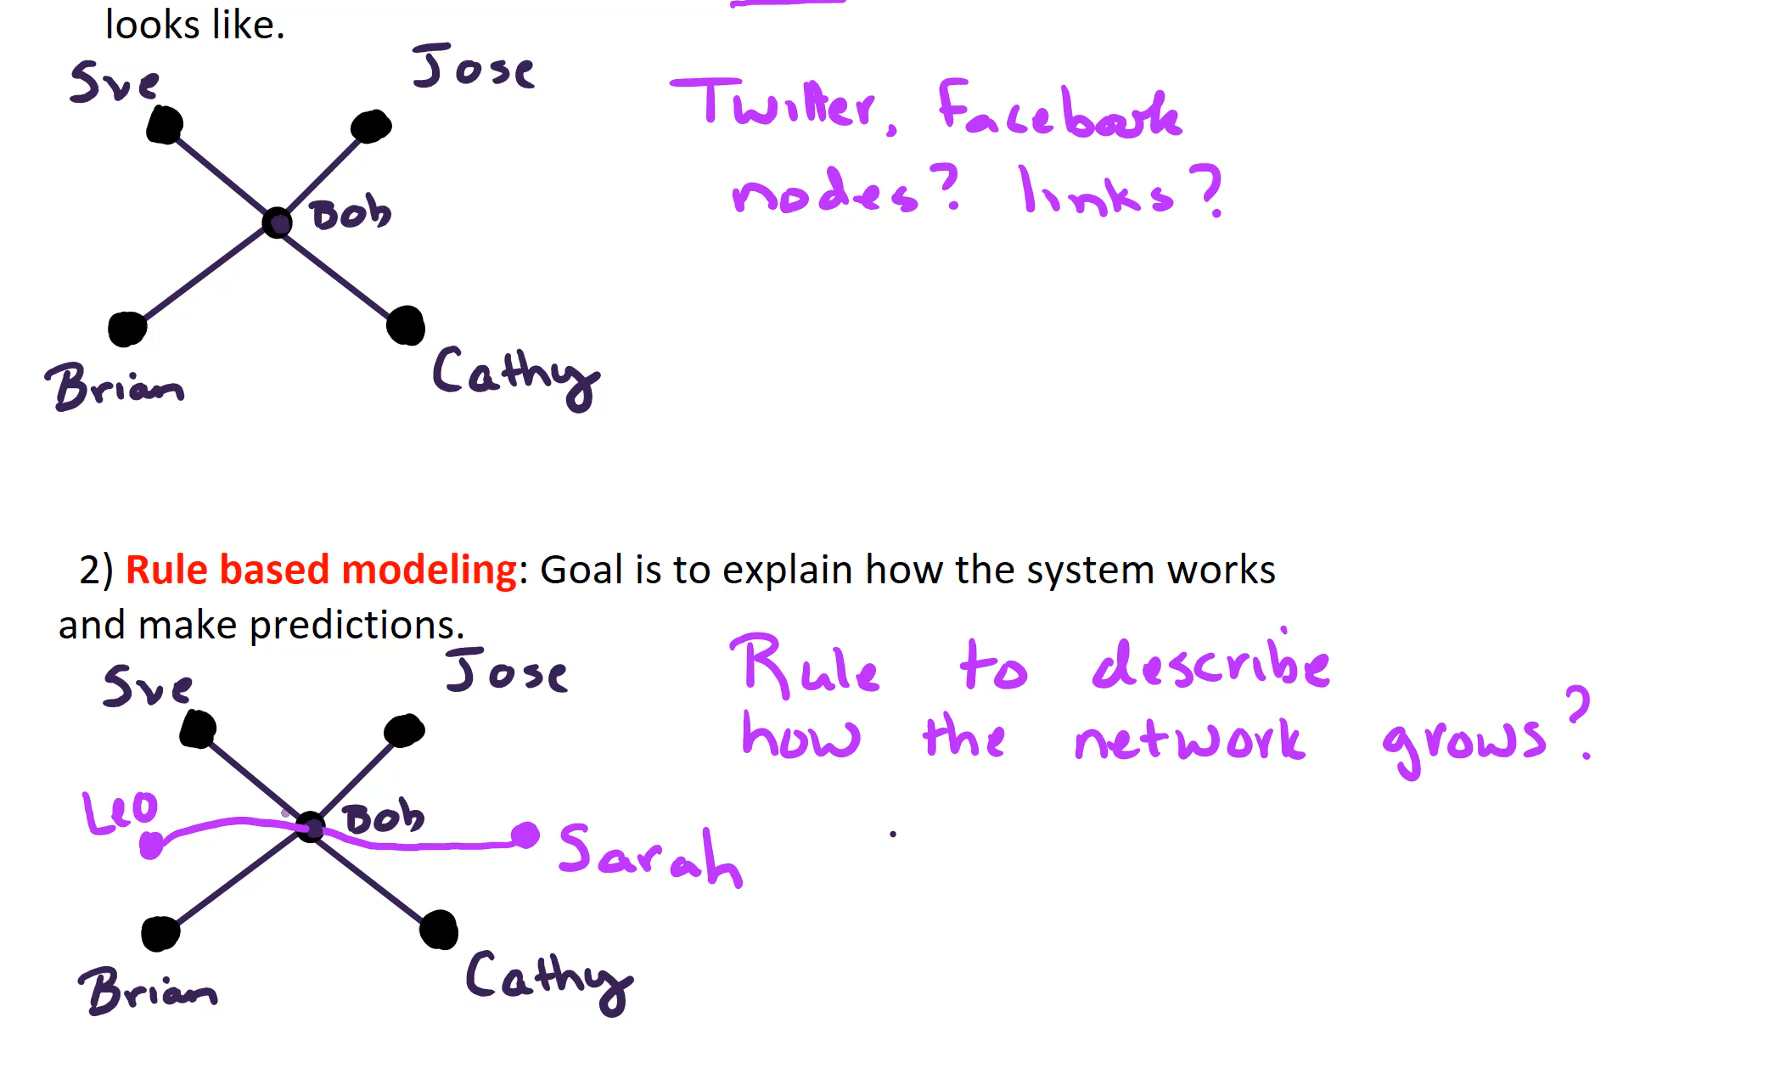 looks like.
Sve
Jose
Twitter, Facebook
nodes? links?
Bob
Brian
Cathy
2) Rule based modeling: Goal is to explain how the system works
and make predictions.
Sve
Jose
Rule to describe
how the network grows?
Leo
Bob
Sarah
Brian
Cathy